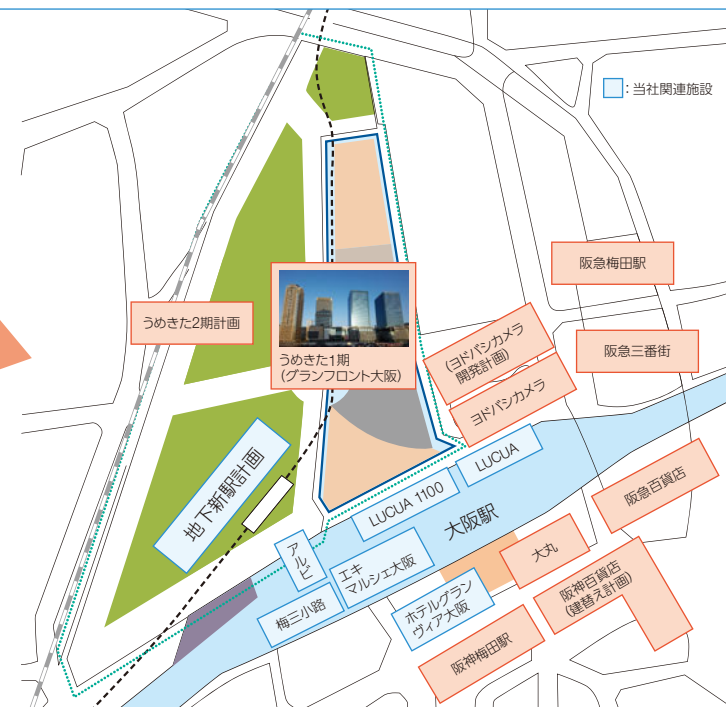 ：当社関連施設
阪急梅田駅
うめきた2期計画
うめきた1期
（グランフロント大阪）
（ヨドバシカメラ
開発計画）
阪急三番街
ヨドバシカメラ
LUCUA
地下新駅計画
LUCUA 1100
阪急百貨店
大阪駅
大丸
アルビ
エキ
マルシェ大阪
阪神百貨店
（建替え計画）
梅三小路
ホテルグラン
ヴィア大阪
阪神梅田駅